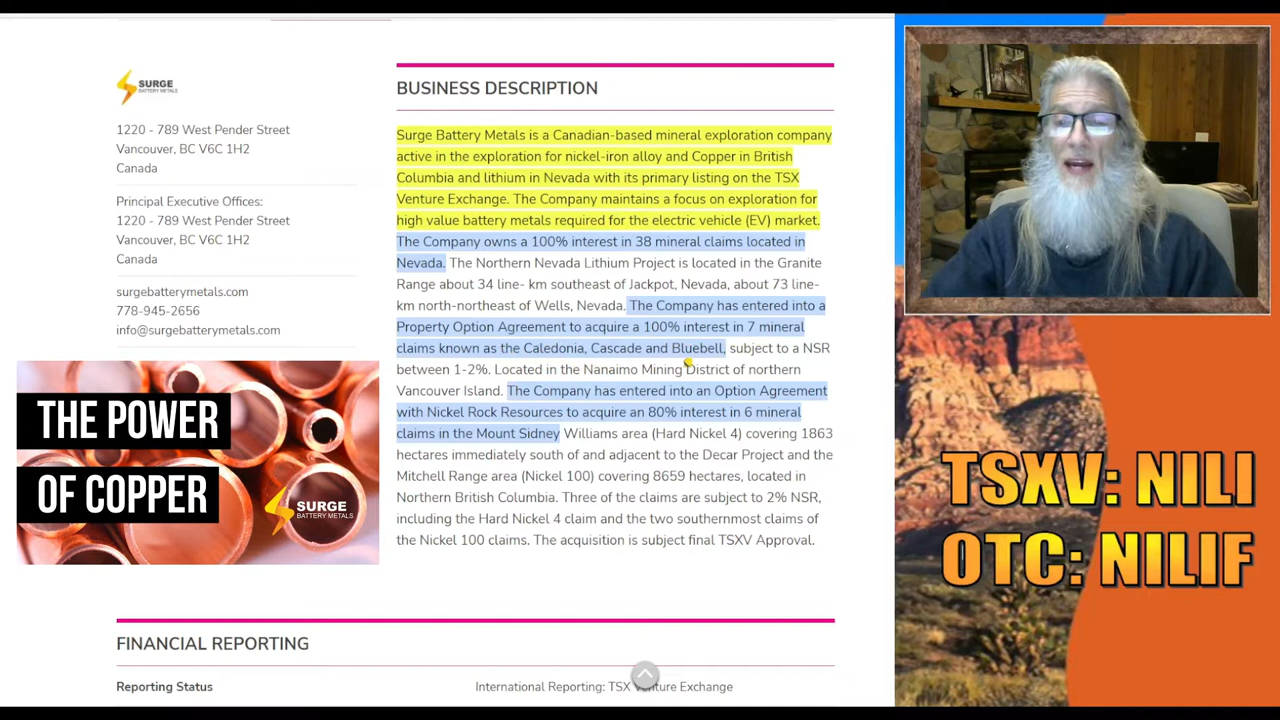 SURGE
BATTERY METALS
1220 - 789 West Pender Street
Vancouver, BC V6C 1H2
Canada
Principal Executive Offices:
1220 - 789 West Pender Street
Vancouver, BC V6C 1H2
Canada
surgebatterymetals.com
778-945-2656
info@surgebatterymetals.com
THE POWER
OF COPPER
SURGE
BATTERY METALS
BUSINESS DESCRIPTION
Surge Battery Metals is a Canadian-based mineral exploration company
active in the exploration for nickel-iron alloy and Copper in British
Columbia and lithium in Nevada with its primary listing on the TSX
Venture Exchange. The Company maintains a focus on exploration for
high value battery metals required for the electric vehicle (EV) market.
The Company owns a 100% interest in 38 mineral claims located in
Nevada. The Northern Nevada Lithium Project is located in the Granite
Range about 34 line- km southeast of Jackpot, Nevada, about 73 line-
km north-northeast of Wells, Nevada. The Company has entered into a
Property Option Agreement to acquire a 100% interest in 7 mineral
claims known as the Caledonia, Cascade and Bluebell, subject to a NSR
between 1-2%. Located in the Nanaimo Mining District of northern
Vancouver Island. The Company has entered into an Option Agreement
with Nickel Rock Resources to acquire an 80% interest in 6 mineral
claims in the Mount Sidney Williams area (Hard Nickel 4) covering 1863
hectares immediately south of and adjacent to the Decar Project and the
Mitchell Range area (Nickel 100) covering 8659 hectares, located in
Northern British Columbia. Three of the claims are subject to 2% NSR,
including the Hard Nickel 4 claim and the two southernmost claims of
the Nickel 100 claims. The acquisition is subject final TSXV Approval.
FINANCIAL REPORTING
Reporting Status
International Reporting: TSX Venture Exchange
TSXV: NILI
OTC: NILIF